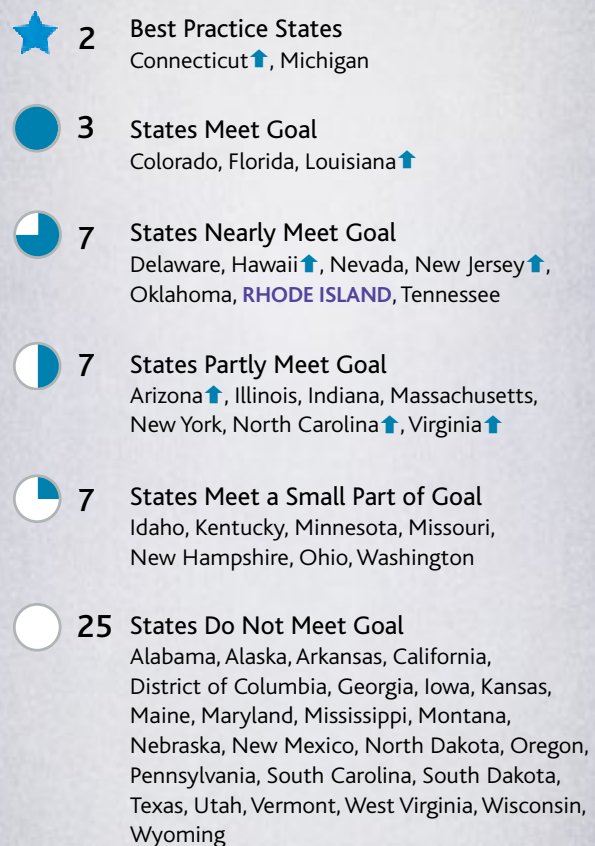 2 Best Practice States
Connecticut⬆, Michigan
3 States Meet Goal
Colorado, Florida, Louisiana⬆
7 States Nearly Meet Goal
Delaware, Hawaii⬆, Nevada, New Jersey⬆,
Oklahoma, RHODE ISLAND, Tennessee
7 States Partly Meet Goal
Arizona⬆, Illinois, Indiana, Massachusetts,
New York, North Carolina⬆, Virginia⬆
7 States Meet a Small Part of Goal
Idaho, Kentucky, Minnesota, Missouri,
New Hampshire, Ohio, Washington
25 States Do Not Meet Goal
Alabama, Alaska, Arkansas, California,
District of Columbia, Georgia, Iowa, Kansas,
Maine, Maryland, Mississippi, Montana,
Nebraska, New Mexico, North Dakota, Oregon,
Pennsylvania, South Carolina, South Dakota,
Texas, Utah, Vermont, West Virginia, Wisconsin,
Wyoming